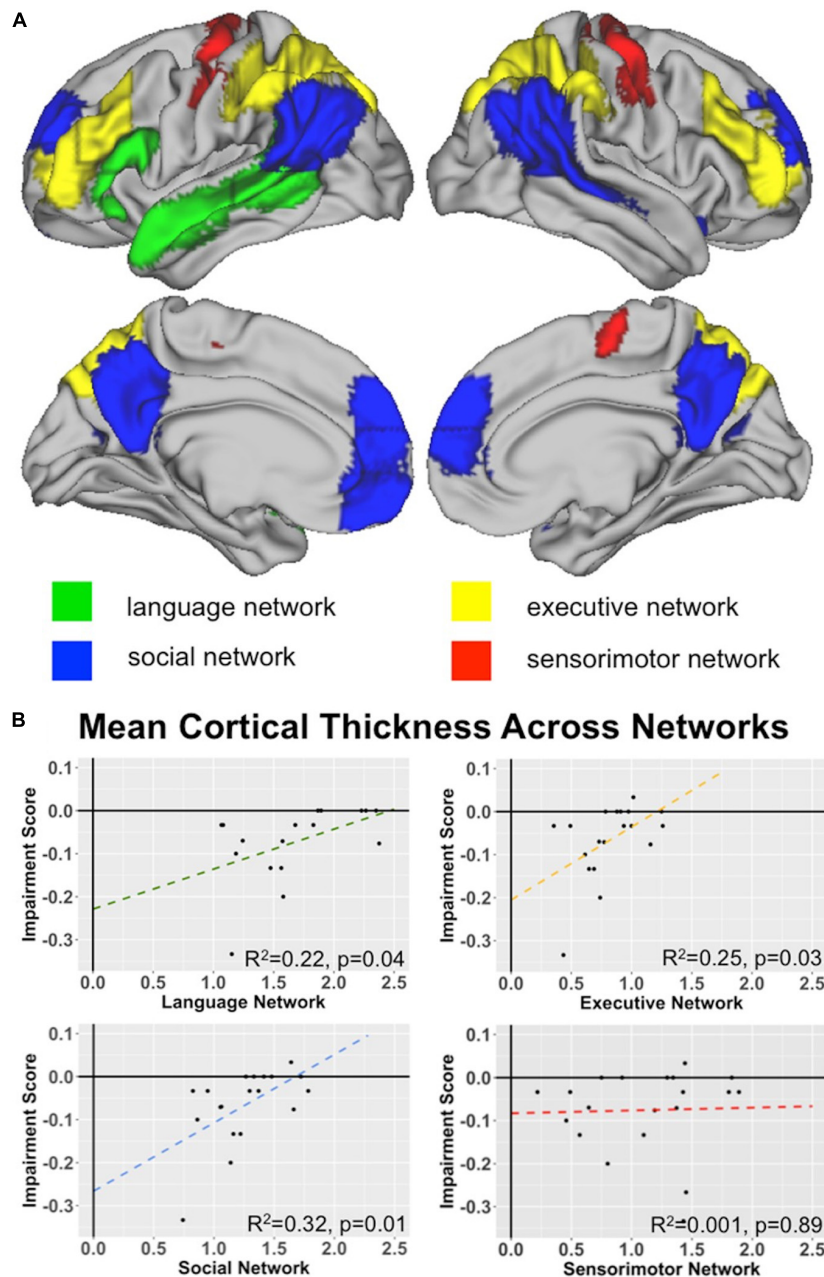 A
language network
executive network
social network
sensorimotor network
B
Mean Cortical Thickness Across Networks
Impairment Score
0.1
0.0
-0.1
-0.2
-0.3
R²=0.22, p=0.04
0.0 0.5 1.0 1.5 2.0 2.5
Language Network
Impairment Score
0.1
0.0
-0.1
-0.2
-0.3
R²=0.25, p=0.03
0.0 0.5 1.0 1.5 2.0 2.5
Executive Network
Impairment Score
0.1
0.0
-0.1
-0.2
-0.3
R²=0.32, p=0.01
0.0 0.5 1.0 1.5 2.0 2.5
Social Network
Impairment Score
0.1
0.0
-0.1
-0.2
-0.3
R²=0.001, p=0.89
0.0 0.5 1.0 1.5 2.0 2.5
Sensorimotor Network